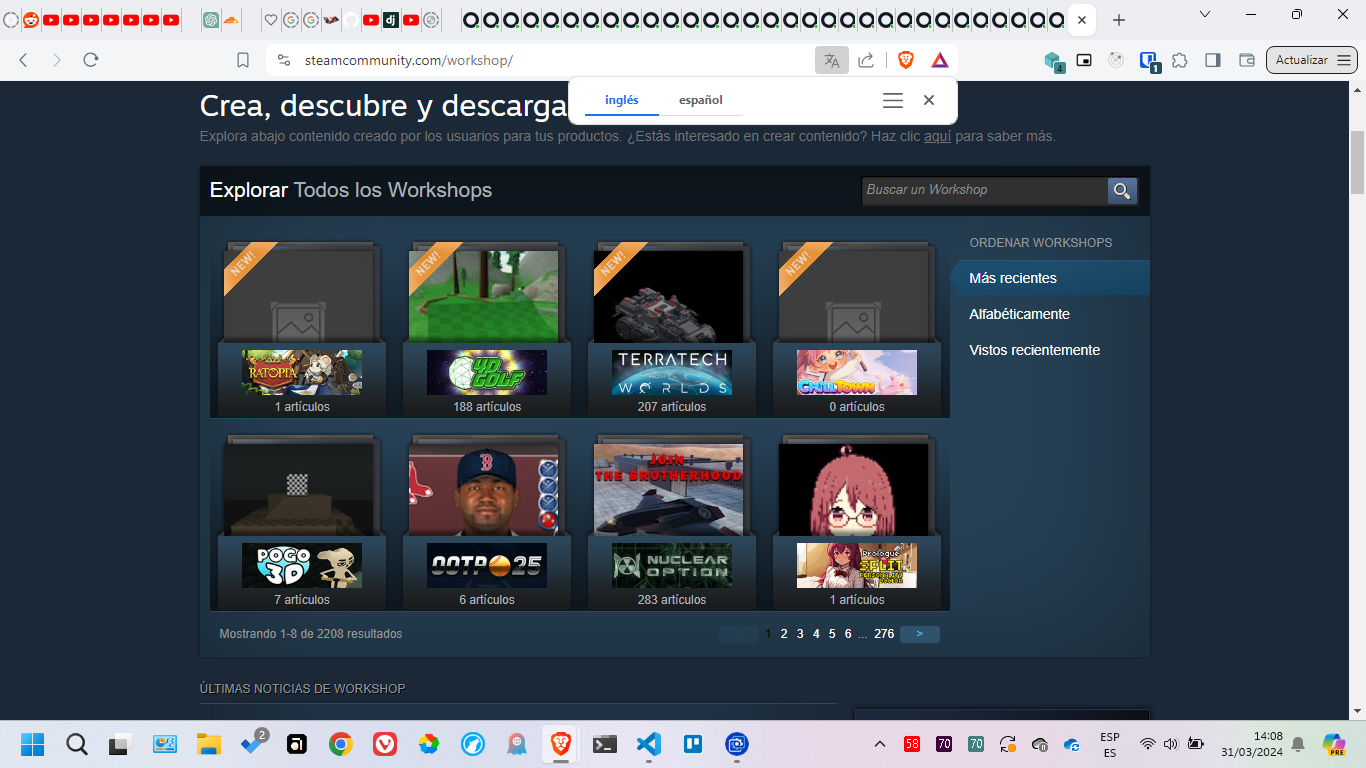 steamcommunity.com/workshop/
4
1
Actualizar
inglés
español
Crea, descubre y descarga
Explora abajo contenido creado por los usuarios para tus productos. ¿Estás interesado en crear contenido? Haz clic aquí para saber más.
Explorar Todos los Workshops
Buscar un Workshop
ORDENAR WORKSHOPS
Más recientes
Alfabéticamente
Vistos recientemente
NEW!
NEW!
NEW!
NEW!
RATOPIA
4D GOLF
TERRATECH WORLDS
CHILLTOWN
1 artículos
188 artículos
207 artículos
0 artículos
B
JOIN
THE BROTHERHOOD
POGO 3D
OOTP 25
NUCLEAR OPTION
Prologue SPLIT
7 artículos
6 artículos
283 artículos
1 artículos
Mostrando 1-8 de 2208 resultados
<
1 2 3 4 5 6 ... 276
>
ÚLTIMAS NOTICIAS DE WORKSHOP
2
58
70
70
ESP
ES
14:08
31/03/2024
PRE